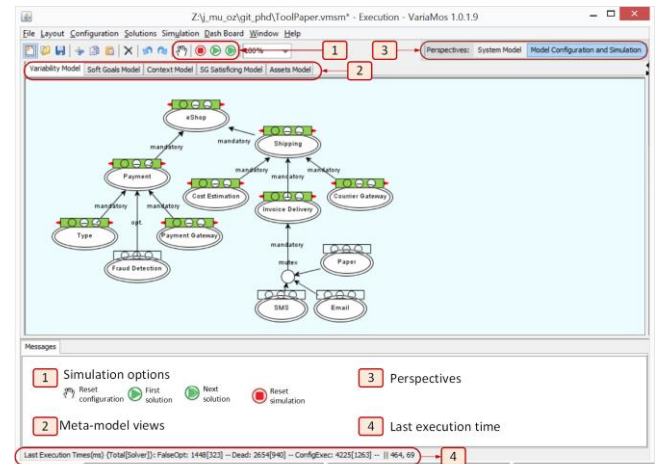 Z:\j_mu_oz\git_phd\ToolPaper.vmsm* - Execution - VariaMos 1.0.1.9
File Layout Configuration Solutions Simulation Dash Board Window Help
100% 1 3 Perspectives: System Model Model Configuration and Simulation
Variability Model Soft Goals Model Context Model SG Satisficing Model Assets Model 2
eShop
mandatory mandatory Shipping
Payment mandatory mandatory mandatory
Cost Estimation Invoice Delivery Courrier Gateway
mandatory opt. mandatory
Type Payment Gateway
mandatory
Fraud Detection mutex Paper
SMS Email
Messages
1 Simulation options
Reset configuration First solution Next solution Reset simulation
3 Perspectives
2 Meta-model views
4 Last execution time
Last Execution Times(ms) (Total[Solver]): FalseOpt: 1448[323] -- Dead: 2654[940] -- ConfigExec: 4225[1263] -- || 464, 69 4